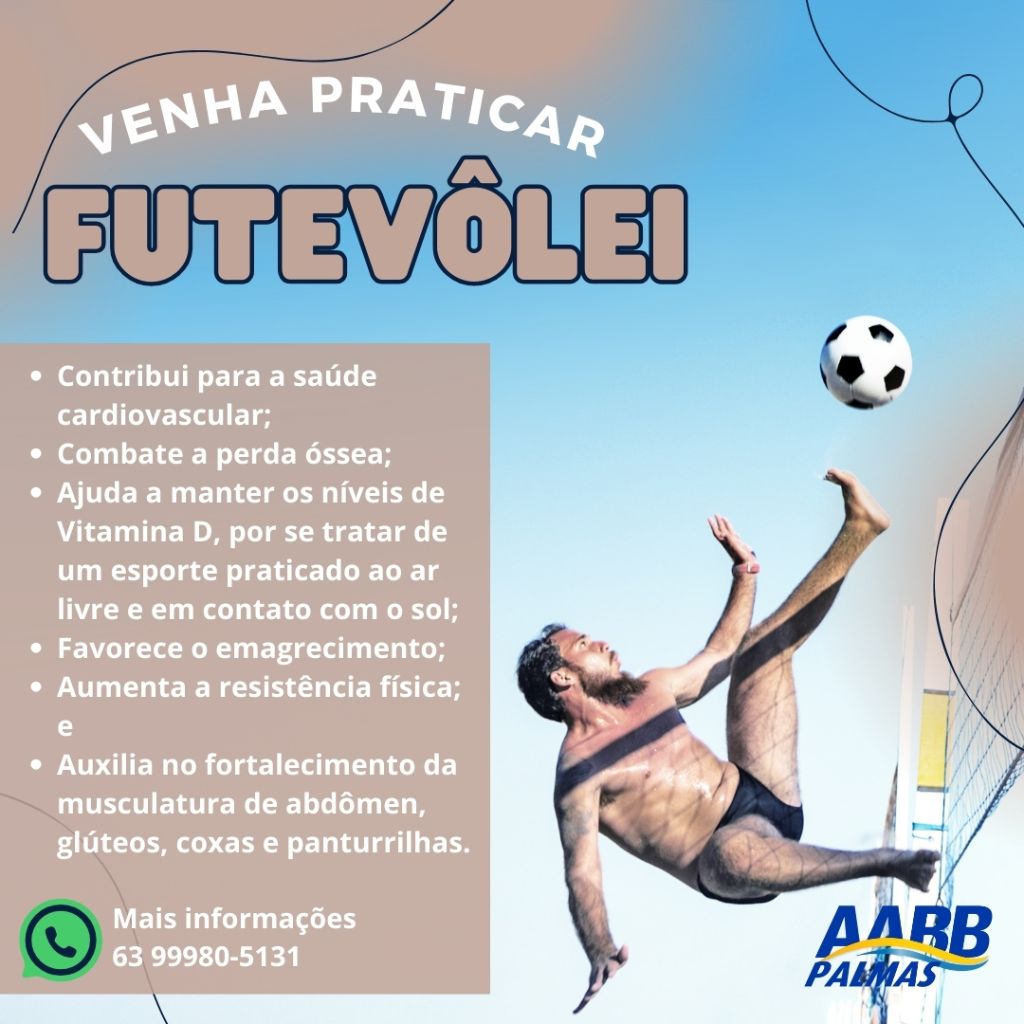 VENHA PRATICAR
FUTEVÔLEI
• Contribui para a saúde
cardiovascular;
• Combate a perda óssea;
• Ajuda a manter os níveis de
Vitamina D, por se tratar de
um esporte praticado ao ar
livre e em contato com o sol;
• Favorece o emagrecimento;
• Aumenta a resistência física;
e
• Auxilia no fortalecimento da
musculatura de abdômen,
glúteos, coxas e panturrilhas.
Mais informações
63 99980-5131
AABB
PALMAS